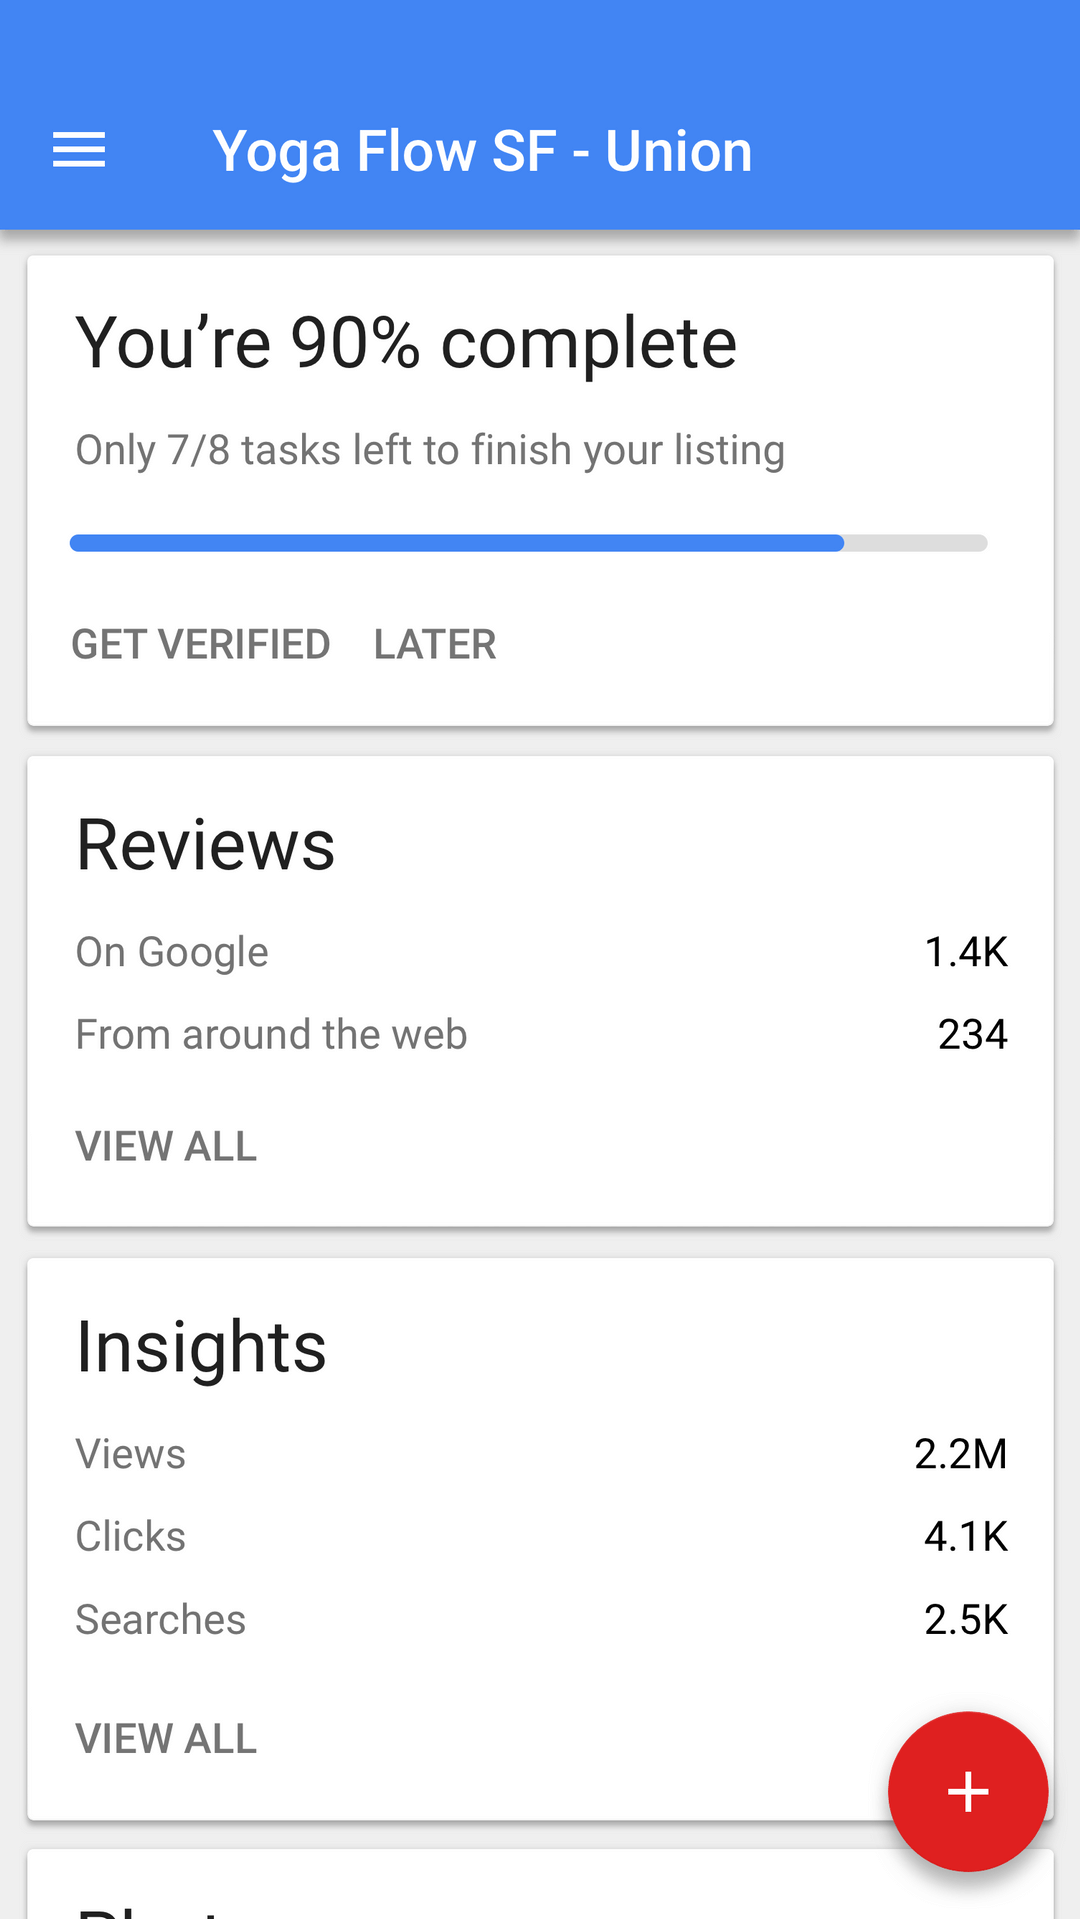 Yoga Flow SF - Union
You’re 90% complete
Only 7/8 tasks left to finish your listing
GET VERIFIED LATER
Reviews
On Google 1.4K
From around the web 234
VIEW ALL
Insights
Views 2.2M
Clicks 4.1K
Searches 2.5K
VIEW ALL
+